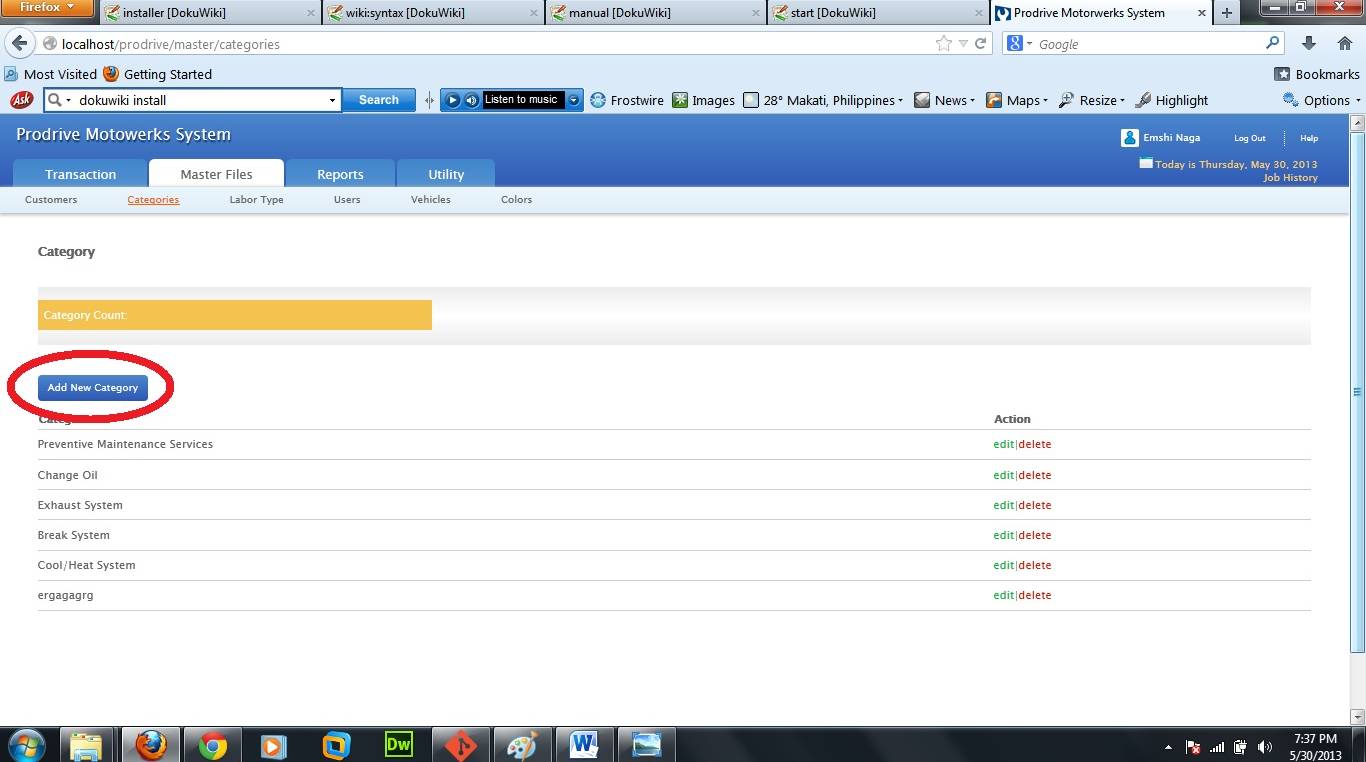 Firefox
installer [DokuWiki]
wiki:syntax [DokuWiki]
manual [DokuWiki]
start [DokuWiki]
Prodrive Motorwerks System
localhost/prodrive/master/categories
Google
Most Visited
Getting Started
Bookmarks
Ask
dokuwiki install
Search
Listen to music
Frostwire
Images
28° Makati, Philippines
News
Maps
Resize
Highlight
Options
Prodrive Motowerks System
Emshi Naga
Log Out
Help
Today is Thursday, May 30, 2013
Job History
Transaction
Master Files
Reports
Utility
Customers
Categories
Labor Type
Users
Vehicles
Colors
Category
Category Count:
Add New Category
Action
Preventive Maintenance Services
edit|delete
Change Oil
edit|delete
Exhaust System
edit|delete
Break System
edit|delete
Cool/Heat System
edit|delete
ergagagrg
edit|delete
Dw
7:37 PM
5/30/2013